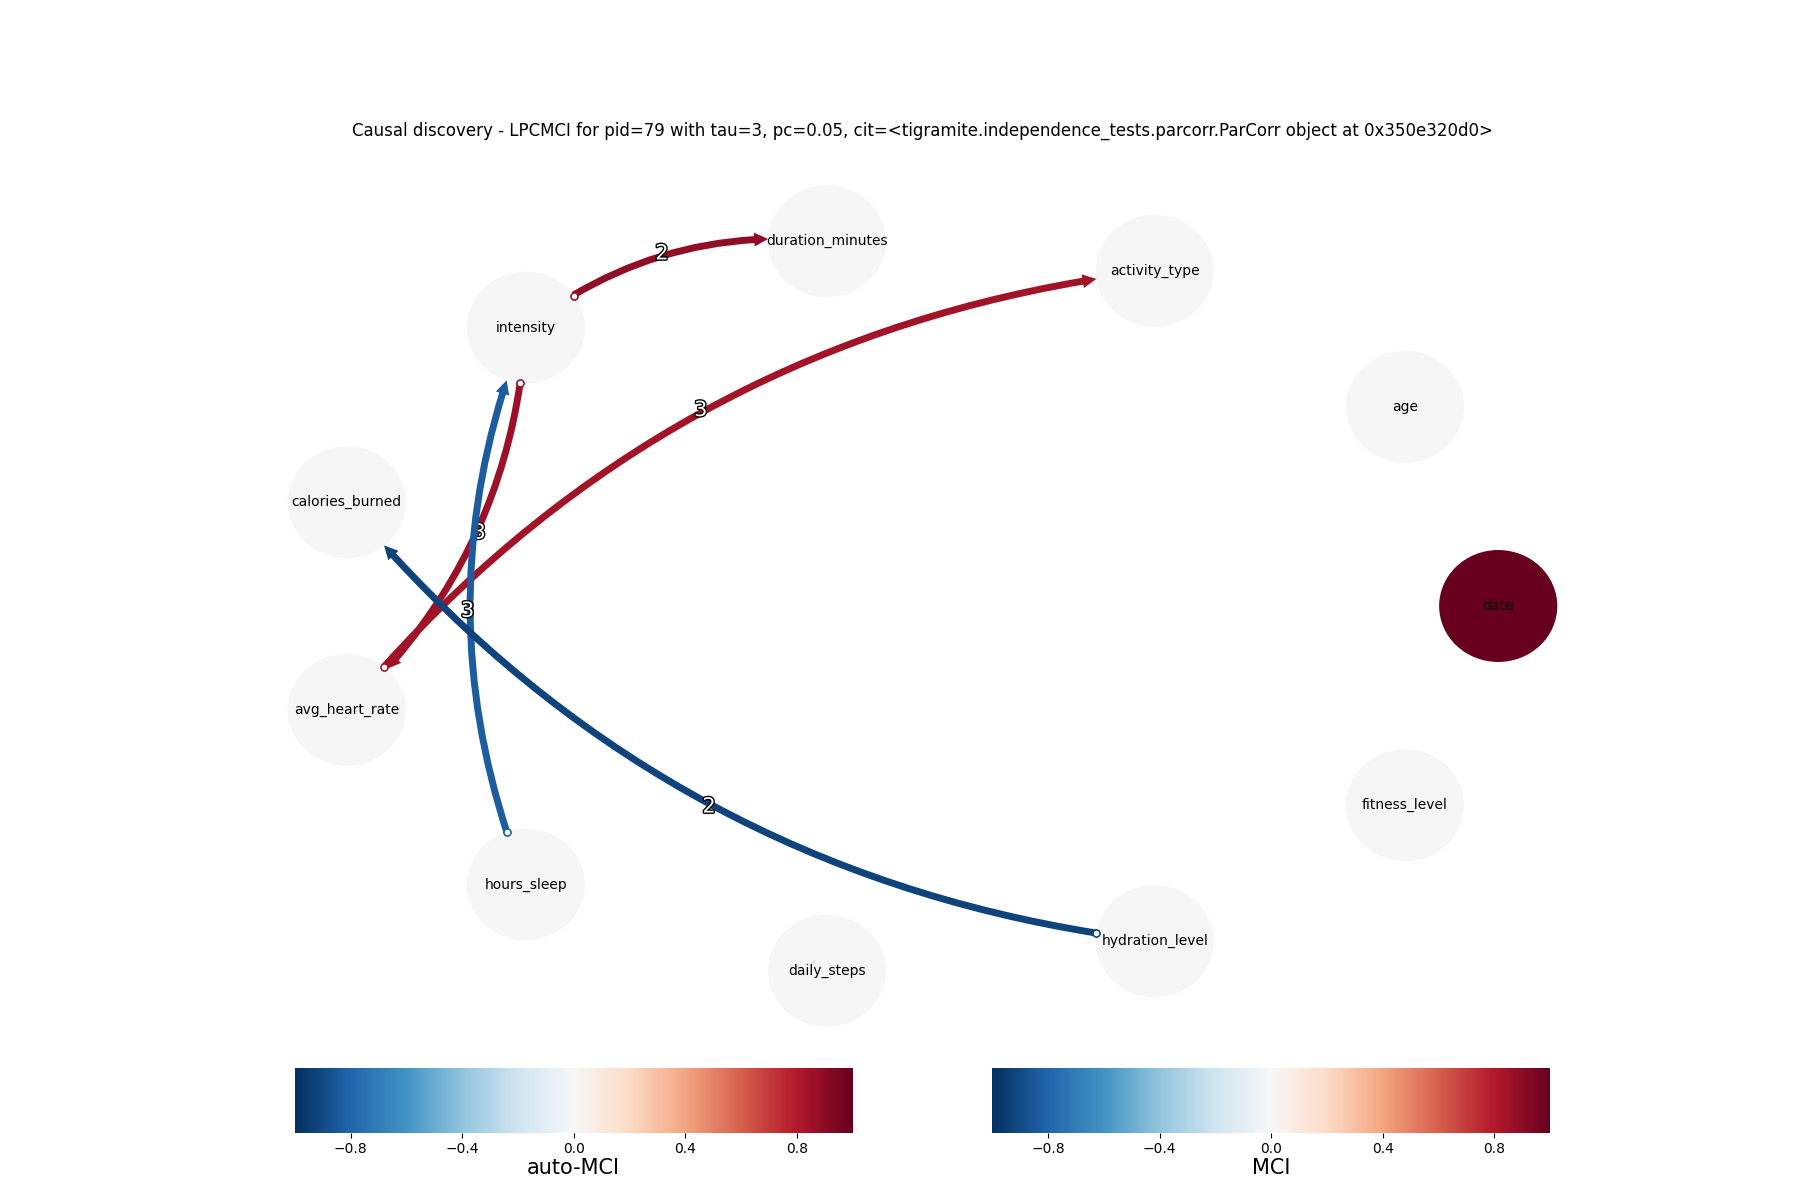 Causal discovery - LPCMCI for pid=79 with tau=3, pc=0.05, cit=<tigramite.independence_tests.parcorr.ParCorr object at 0x350e320d0>
duration_minutes
2
activity_type
intensity
age
3
calories_burned
3
date
3
avg_heart_rate
2
fitness_level
hours_sleep
hydration_level
daily_steps
−0.8 −0.4 0.0 0.4 0.8
auto-MCI
−0.8 −0.4 0.0 0.4 0.8
MCI